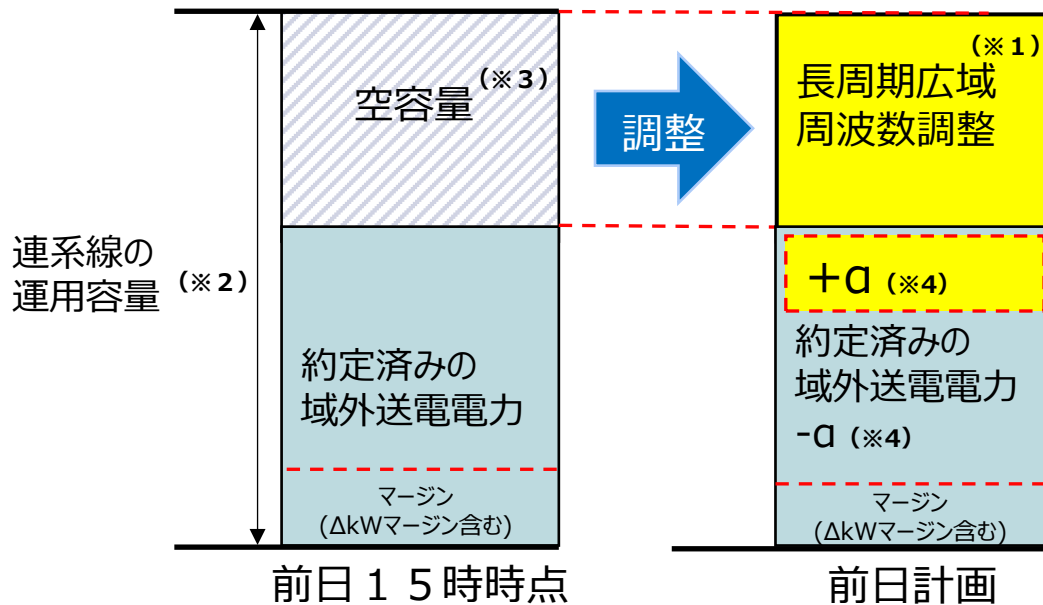 連系線の
運用容量
（※２）
空容量
（※３）
約定済みの
域外送電電力
マージン
(ΔkWマージン含む)
前日１５時時点
調整
（※1）
長周期広域
周波数調整
＋α（※4）
約定済みの
域外送電電力
-α（※4）
マージン
(ΔkWマージン含む)
前日計画